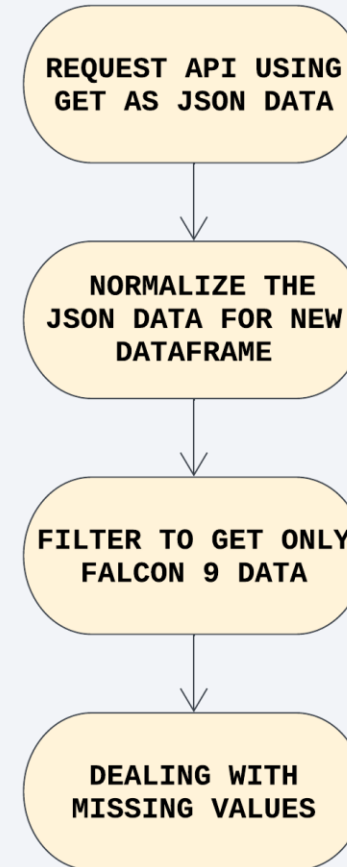 REQUEST API USING
GET AS JSON DATA
NORMALIZE THE
JSON DATA FOR NEW
DATAFRAME
FILTER TO GET ONLY
FALCON 9 DATA
DEALING WITH
MISSING VALUES